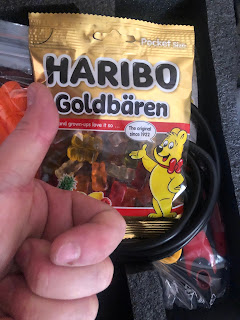 Pocket Size
HARIBO
Goldbären
and grown-ups love it so ...
The original
since 1922